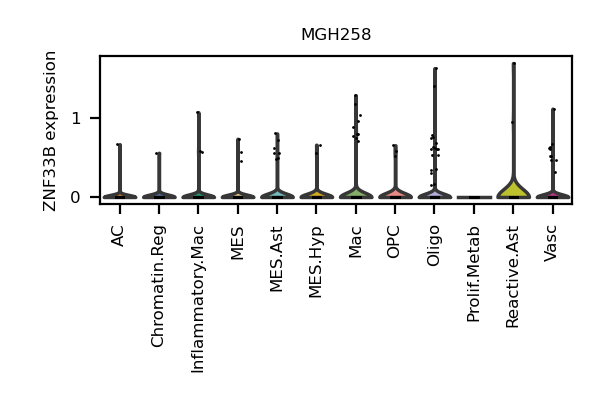 MGH258
ZNF33B expression
1
0
AC
Chromatin.Reg
Inflammatory.Mac
MES
MES.Ast
MES.Hyp
Mac
OPC
Oligo
Prolif.Metab
Reactive.Ast
Vasc